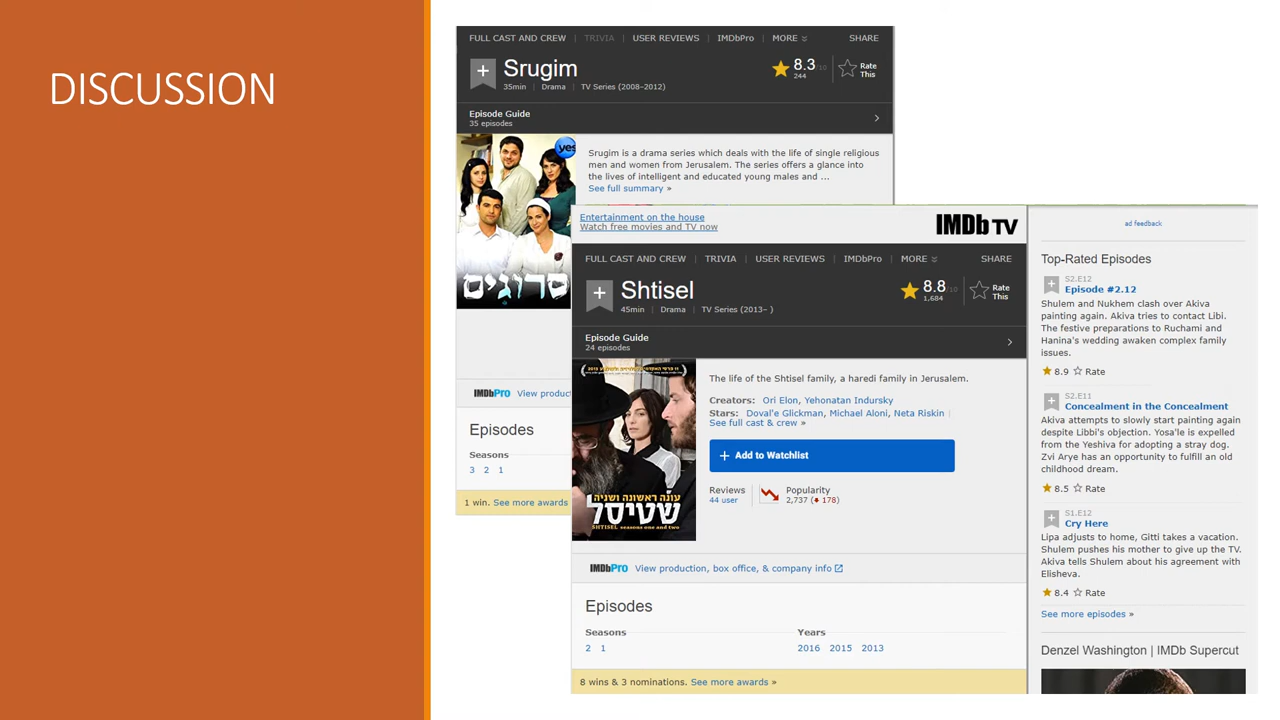 DISCUSSION
FULL CAST AND CREW | TRIVIA | USER REVIEWS | IMDbPro | MORE | SHARE
+ Srugim
8.3/10
244
Rate This
35min | Drama | TV Series (2008–2012)
Episode Guide
35 episodes
yes
סרוגים
Srugim is a drama series which deals with the life of single religious
men and women from Jerusalem. The series offers a glance into
the lives of intelligent and educated young males and ...
See full summary »
IMDbPro View produc
Episodes
Seasons
3 2 1
1 win. See more awards
Entertainment on the house
Watch free movies and TV now
IMDb TV
FULL CAST AND CREW | TRIVIA | USER REVIEWS | IMDbPro | MORE | SHARE
+ Shtisel
8.8/10
1,684
Rate This
45min | Drama | TV Series (2013– )
Episode Guide
24 episodes
עונה ראשונה ושניה
שטיסל
SHTISEL seasons one and two
The life of the Shtisel family, a haredi family in Jerusalem.
Creators: Ori Elon, Yehonatan Indursky
Stars: Doval'e Glickman, Michael Aloni, Neta Riskin |
See full cast & crew »
+ Add to Watchlist
Reviews
44 user
Popularity
2,737 (178)
IMDbPro View production, box office, & company info
Episodes
Seasons
2 1
Years
2016 2015 2013
8 wins & 3 nominations. See more awards »
ad feedback
Top-Rated Episodes
S2.E12
Episode #2.12
Shulem and Nukhem clash over Akiva
painting again. Akiva tries to contact Libi.
The festive preparations to Ruchami and
Hanina's wedding awaken complex family
issues.
8.9 Rate
S2.E11
Concealment in the Concealment
Akiva attempts to slowly start painting again
despite Libbi's objection. Yosa'le is expelled
from the Yeshiva for adopting a stray dog.
Zvi Arye has an opportunity to fulfill an old
childhood dream.
8.5 Rate
S1.E12
Cry Here
Lipa adjusts to home, Gitti takes a vacation.
Shulem pushes his mother to give up the TV.
Akiva tells Shulem about his agreement with
Elisheva.
8.4 Rate
See more episodes »
Denzel Washington | IMDb Supercut